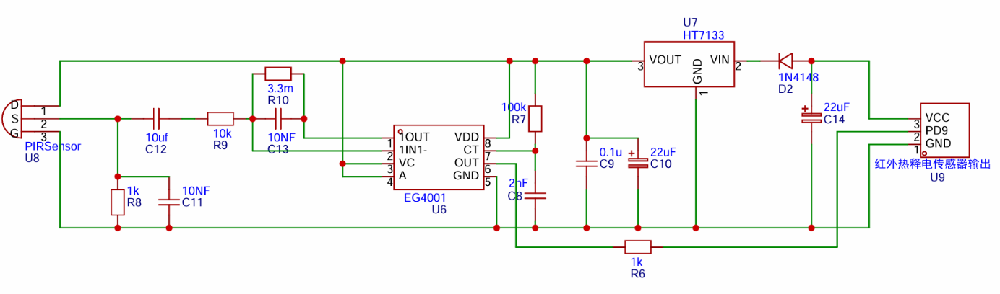 U7
HT7133
VOUT
GND
VIN
3
2
1
1N4148
D2
22uF
C14
VCC
PD9
GND
3
2
1
红外热释电传感器输出
U9
D
S
G
1
2
3
PIRSensor
U8
10uf
C12
10k
R9
3.3m
R10
10NF
C13
1k
R8
10NF
C11
1OUT
1IN1-
VC
A
1
2
3
4
VDD
CT
OUT
GND
8
7
6
5
EG4001
U6
100k
R7
2nF
C8
0.1u
C9
22uF
C10
1k
R6